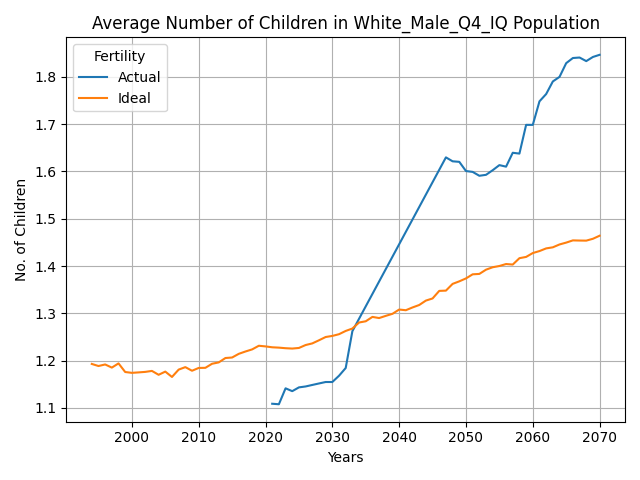 Average Number of Children in White_Male_Q4_IQ Population
Fertility
Actual
Ideal
No. of Children
1.8
1.7
1.6
1.5
1.4
1.3
1.2
1.1
2000 2010 2020 2030 2040 2050 2060 2070
Years